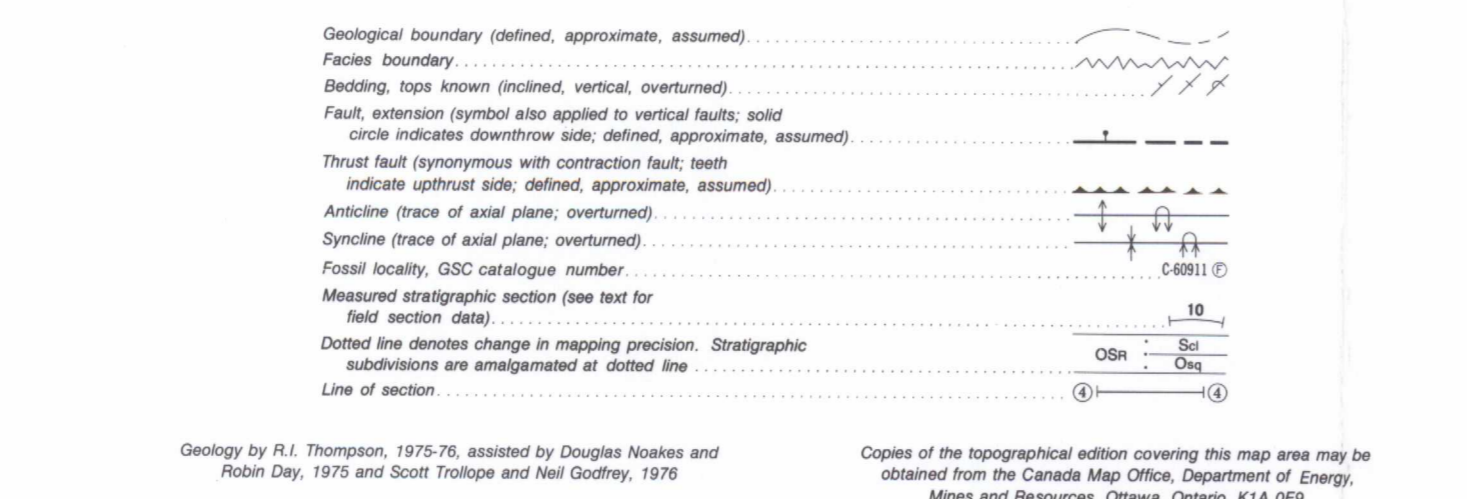 Geological boundary (defined, approximate, assumed)
Facies boundary
Bedding, tops known (inclined, vertical, overturned)
Fault, extension (symbol also applied to vertical faults; solid
circle indicates downthrow side; defined, approximate, assumed)
Thrust fault (synonymous with contraction fault; teeth
indicate upthrust side; defined, approximate, assumed)
Anticline (trace of axial plane; overturned)
Syncline (trace of axial plane; overturned)
Fossil locality, GSC catalogue number C-60911 Ⓕ
Measured stratigraphic section (see text for
field section data) 10
Dotted line denotes change in mapping precision. Stratigraphic
subdivisions are amalgamated at dotted line OSR Scl Osq
Line of section ④ ④
Geology by R.I. Thompson, 1975-76, assisted by Douglas Noakes and
Robin Day, 1975 and Scott Trollope and Neil Godfrey, 1976
Copies of the topographical edition covering this map area may be
obtained from the Canada Map Office, Department of Energy,
Mines and Resources, Ottawa, Ontario, K1A 0E9